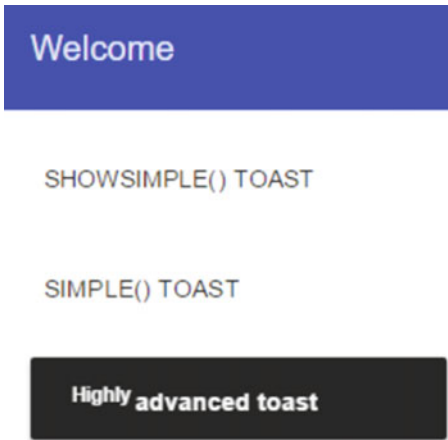 Welcome
SHOWSIMPLE() TOAST
SIMPLE() TOAST
Highly advanced toast